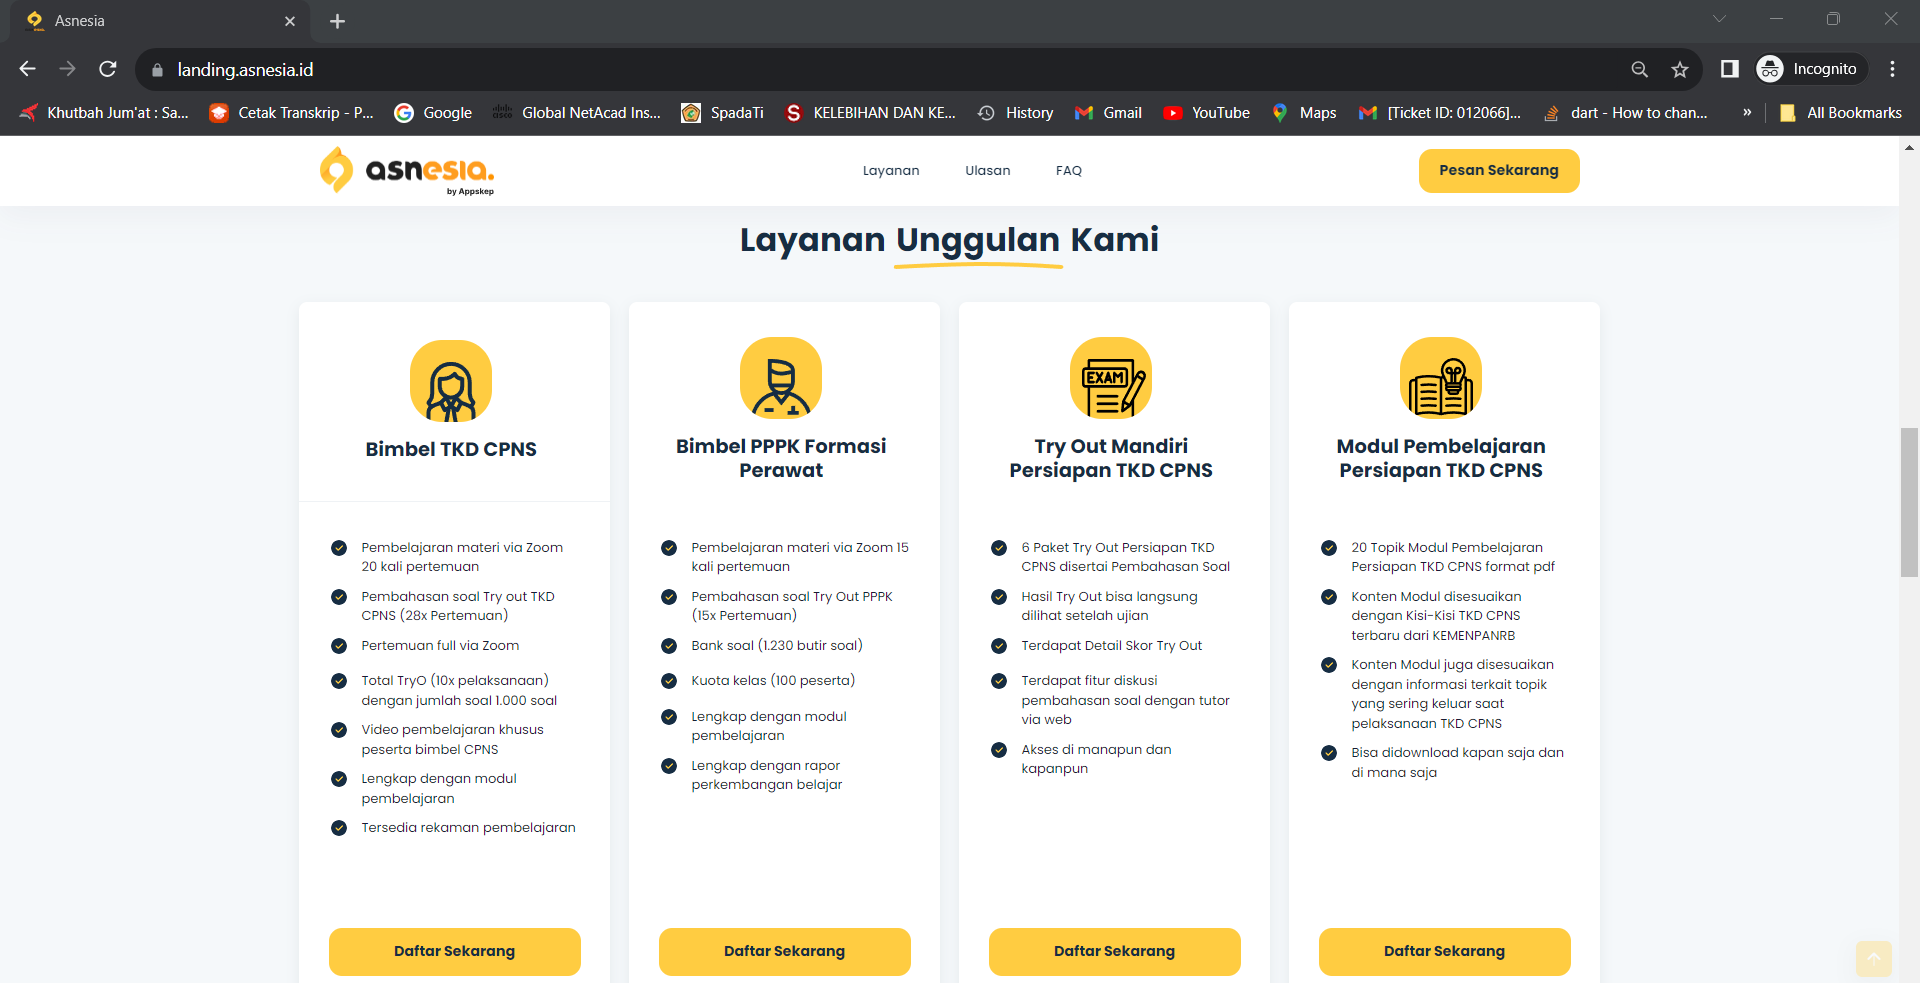 Asnesia
landing.asnesia.id
Incognito
Khutbah Jum'at : Sa...
Cetak Transkrip - P...
Google
Global NetAcad Ins...
SpadaTi
KELEBIHAN DAN KE...
History
Gmail
YouTube
Maps
[Ticket ID: 012066]...
dart - How to chan...
»
All Bookmarks
asnesia.
by Appskep
Layanan
Ulasan
FAQ
Pesan Sekarang
Layanan Unggulan Kami
Bimbel TKD CPNS
Pembelajaran materi via Zoom
20 kali pertemuan
Pembahasan soal Try out TKD
CPNS (28x Pertemuan)
Pertemuan full via Zoom
Total TryO (10x pelaksanaan)
dengan jumlah soal 1.000 soal
Video pembelajaran khusus
peserta bimbel CPNS
Lengkap dengan modul
pembelajaran
Tersedia rekaman pembelajaran
Daftar Sekarang
Bimbel PPPK Formasi
Perawat
Pembelajaran materi via Zoom 15
kali pertemuan
Pembahasan soal Try Out PPPK
(15x Pertemuan)
Bank soal (1.230 butir soal)
Kuota kelas (100 peserta)
Lengkap dengan modul
pembelajaran
Lengkap dengan rapor
perkembangan belajar
Daftar Sekarang
EXAM
Try Out Mandiri
Persiapan TKD CPNS
6 Paket Try Out Persiapan TKD
CPNS disertai Pembahasan Soal
Hasil Try Out bisa langsung
dilihat setelah ujian
Terdapat Detail Skor Try Out
Terdapat fitur diskusi
pembahasan soal dengan tutor
via web
Akses di manapun dan
kapanpun
Daftar Sekarang
Modul Pembelajaran
Persiapan TKD CPNS
20 Topik Modul Pembelajaran
Persiapan TKD CPNS format pdf
Konten Modul disesuaikan
dengan Kisi-Kisi TKD CPNS
terbaru dari KEMENPANRB
Konten Modul juga disesuaikan
dengan informasi terkait topik
yang sering keluar saat
pelaksanaan TKD CPNS
Bisa didownload kapan saja dan
di mana saja
Daftar Sekarang